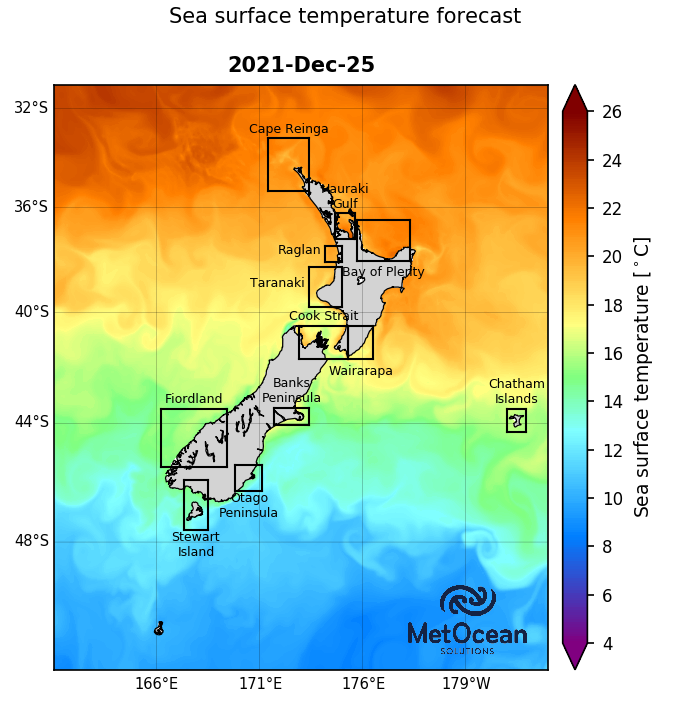 Sea surface temperature forecast
2021-Dec-25
32°S
36°S
40°S
44°S
48°S
166°E
171°E
176°E
179°W
Cape Reinga
Hauraki
Gulf
Raglan
Bay of Plenty
Taranaki
Cook Strait
Wairarapa
Banks
Peninsula
Fiordland
Chatham
Islands
Otago
Peninsula
Stewart
Island
MetOcean
SOLUTIONS
26
24
22
20
18
16
14
12
10
8
6
4
Sea surface temperature [°C]